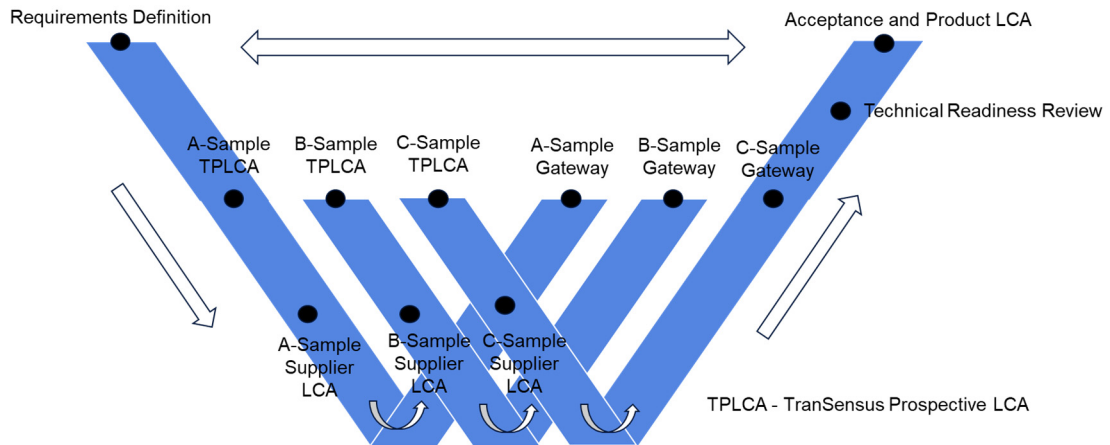 Requirements Definition
Acceptance and Product LCA
Technical Readiness Review
A-Sample
TPLCA
B-Sample
TPLCA
C-Sample
TPLCA
A-Sample
Gateway
B-Sample
Gateway
C-Sample
Gateway
A-Sample
Supplier
LCA
B-Sample
Supplier
LCA
C-Sample
Supplier
LCA
TPLCA - TranSensus Prospective LCA